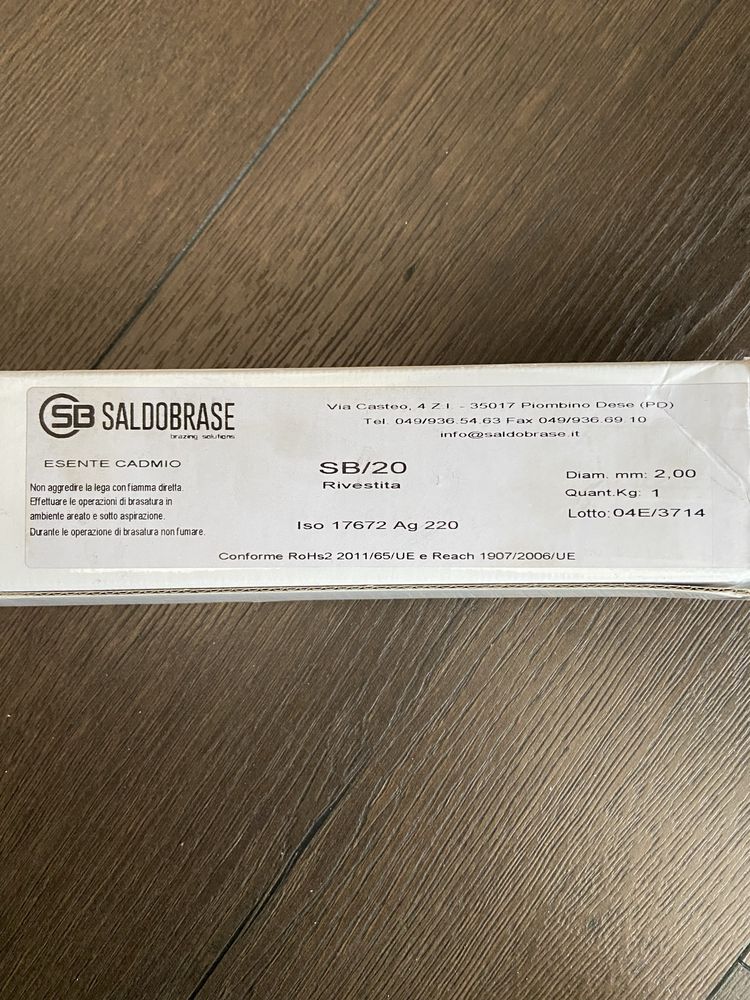 SB SALDOBRASE
brazing solutions
Via Casteo, 4 Z.I. - 35017 Piombino Dese (PD)
Tel. 049/936.54.63 Fax 049/936.69.10
info@saldobrase.it
ESENTE CADMIO
Non aggredire la lega con fiamma diretta.
Effettuare le operazioni di brasatura in
ambiente areato e sotto aspirazione.
Durante le operazione di brasatura non fumare.
SB/20
Rivestita
Iso 17672 Ag 220
Diam. mm: 2,00
Quant.Kg: 1
Lotto: 04E/3714
Conforme RoHs2 2011/65/UE e Reach 1907/2006/UE